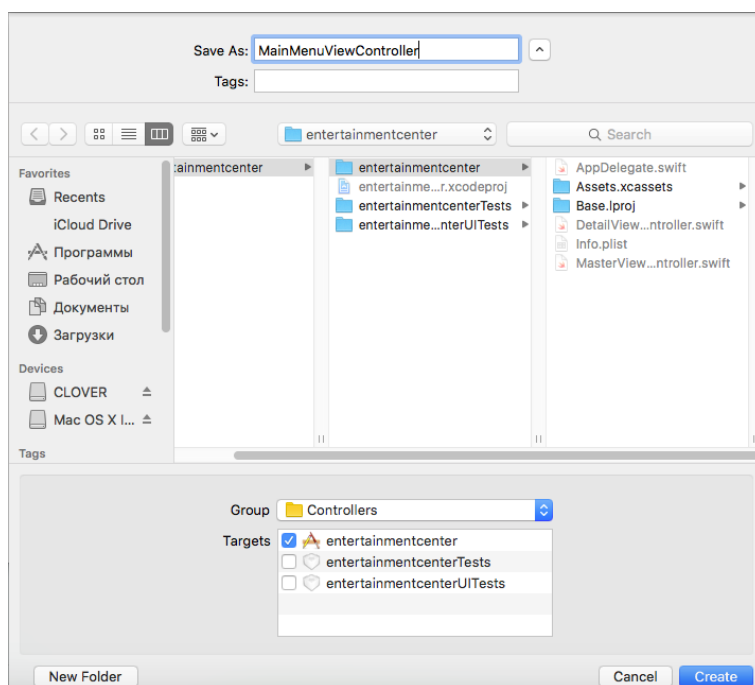 Save As: MainMenuViewController
Tags:
entertainmentcenter
Search
Favorites
Recents
iCloud Drive
Программы
Рабочий стол
Документы
Загрузки
Devices
CLOVER
Mac OS X I...
Tags
tainmentcenter
entertainmentcenter
entertainme...r.xcodeproj
entertainmentcenterTests
entertainme...nterUITests
AppDelegate.swift
Assets.xcassets
Base.lproj
DetailView...ntroller.swift
Info.plist
MasterView...ntroller.swift
Group Controllers
Targets entertainmentcenter
entertainmentcenterTests
entertainmentcenterUITests
New Folder Cancel Create